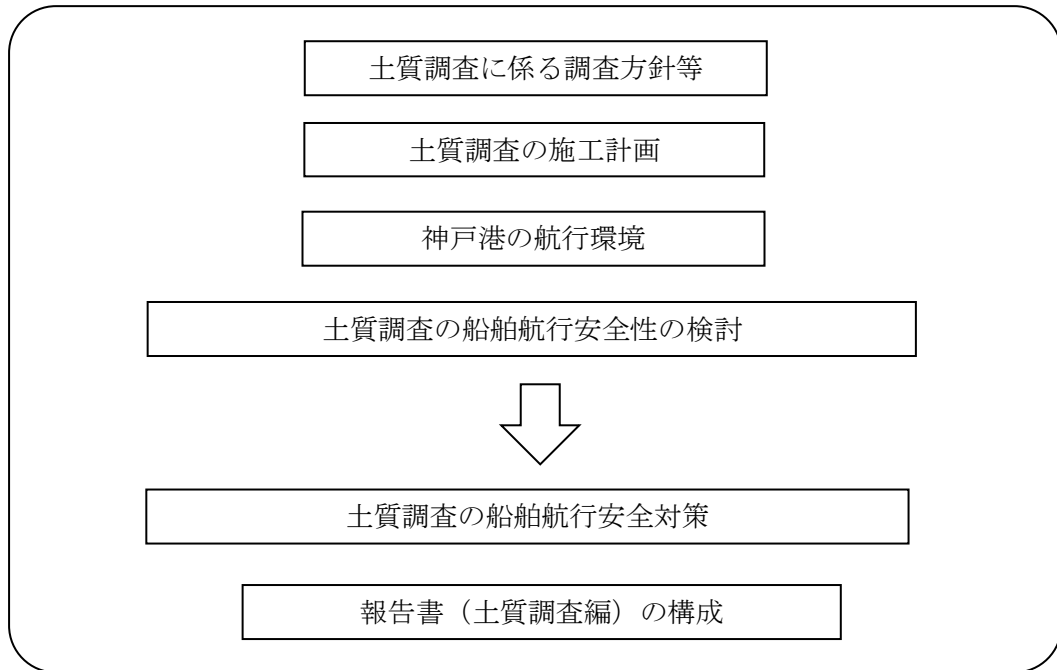 土質調査に係る調査方針等
土質調査の施工計画
神戸港の航行環境
土質調査の船舶航行安全性の検討
土質調査の船舶航行安全対策
報告書（土質調査編）の構成